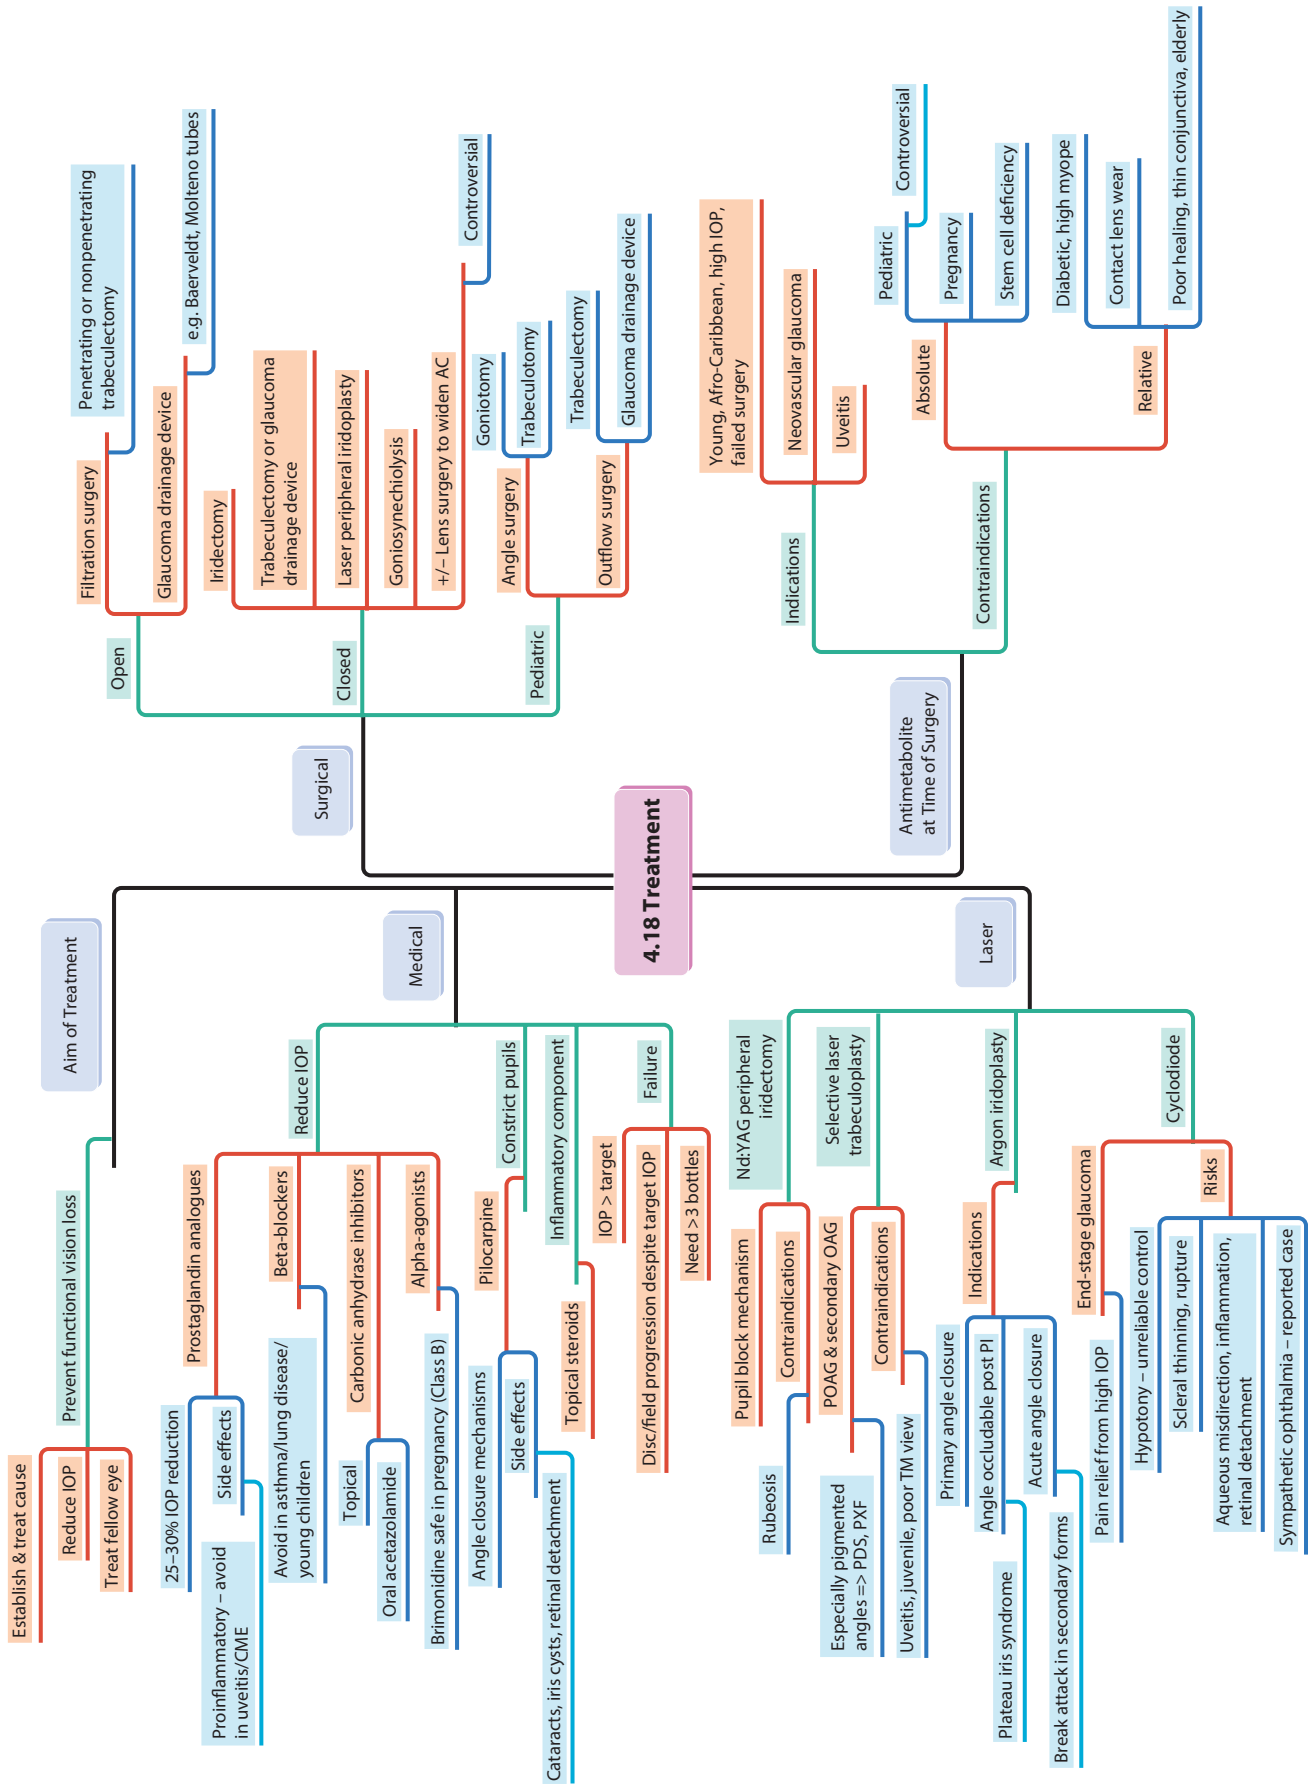 4.18 Treatment
Aim of Treatment
Prevent functional vision loss
Establish & treat cause
Reduce IOP
Treat fellow eye
Medical
Reduce IOP
Prostaglandin analogues
25–30% IOP reduction
Side effects
Proinflammatory – avoid
in uveitis/CME
Beta-blockers
Avoid in asthma/lung disease/
young children
Carbonic anhydrase inhibitors
Topical
Oral acetazolamide
Alpha-agonists
Brimonidine safe in pregnancy (Class B)
Constrict pupils
Pilocarpine
Angle closure mechanisms
Side effects
Cataracts, iris cysts, retinal detachment
Inflammatory component
Topical steroids
Failure
IOP > target
Disc/field progression despite target IOP
Need > 3 bottles
Laser
Nd:YAG peripheral
iridectomy
Pupil block mechanism
Contraindications
Rubeosis
Selective laser
trabeculoplasty
POAG & secondary OAG
Especially pigmented
angles => PDS, PXF
Contraindications
Uveitis, juvenile, poor TM view
Argon iridoplasty
Indications
Primary angle closure
Angle occludable post PI
Plateau iris syndrome
Acute angle closure
Break attack in secondary forms
Cyclodiode
End-stage glaucoma
Pain relief from high IOP
Risks
Hypotony – unreliable control
Scleral thinning, rupture
Aqueous misdirection, inflammation,
retinal detachment
Sympathetic ophthalmia – reported case
Surgical
Open
Filtration surgery
Penetrating or nonpenetrating
trabeculectomy
Glaucoma drainage device
e.g. Baerveldt, Molteno tubes
Closed
Iridectomy
Trabeculectomy or glaucoma
drainage device
Laser peripheral iridoplasty
Goniosynechiolysis
+/– Lens surgery to widen AC
Controversial
Pediatric
Angle surgery
Goniotomy
Trabeculotomy
Outflow surgery
Trabeculectomy
Glaucoma drainage device
Antimetabolite
at Time of Surgery
Indications
Young, Afro-Caribbean, high IOP,
failed surgery
Neovascular glaucoma
Uveitis
Contraindications
Absolute
Pediatric
Controversial
Pregnancy
Stem cell deficiency
Relative
Diabetic, high myope
Contact lens wear
Poor healing, thin conjunctiva, elderly